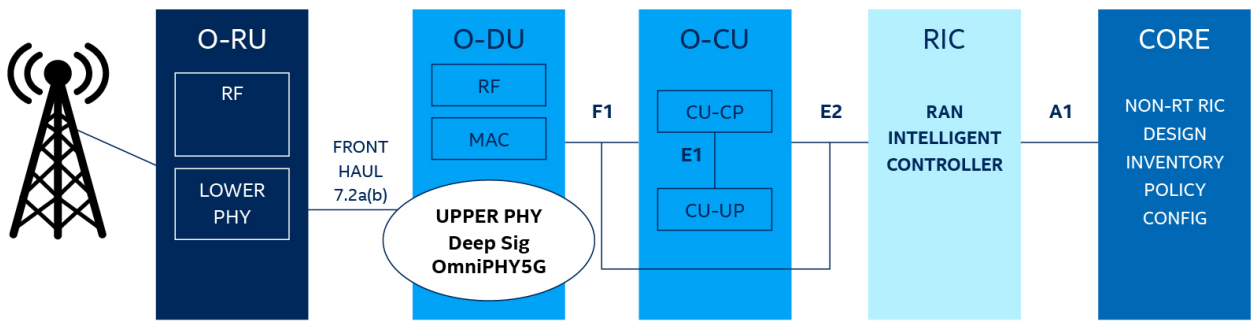 O-RU
RF
LOWER
PHY
FRONT
HAUL
7.2a(b)
O-DU
RF
MAC
UPPER PHY
Deep Sig
OmniPHY5G
F1
O-CU
CU-CP
E1
CU-UP
E2
RIC
RAN
INTELLIGENT
CONTROLLER
A1
CORE
NON-RT RIC
DESIGN
INVENTORY
POLICY
CONFIG